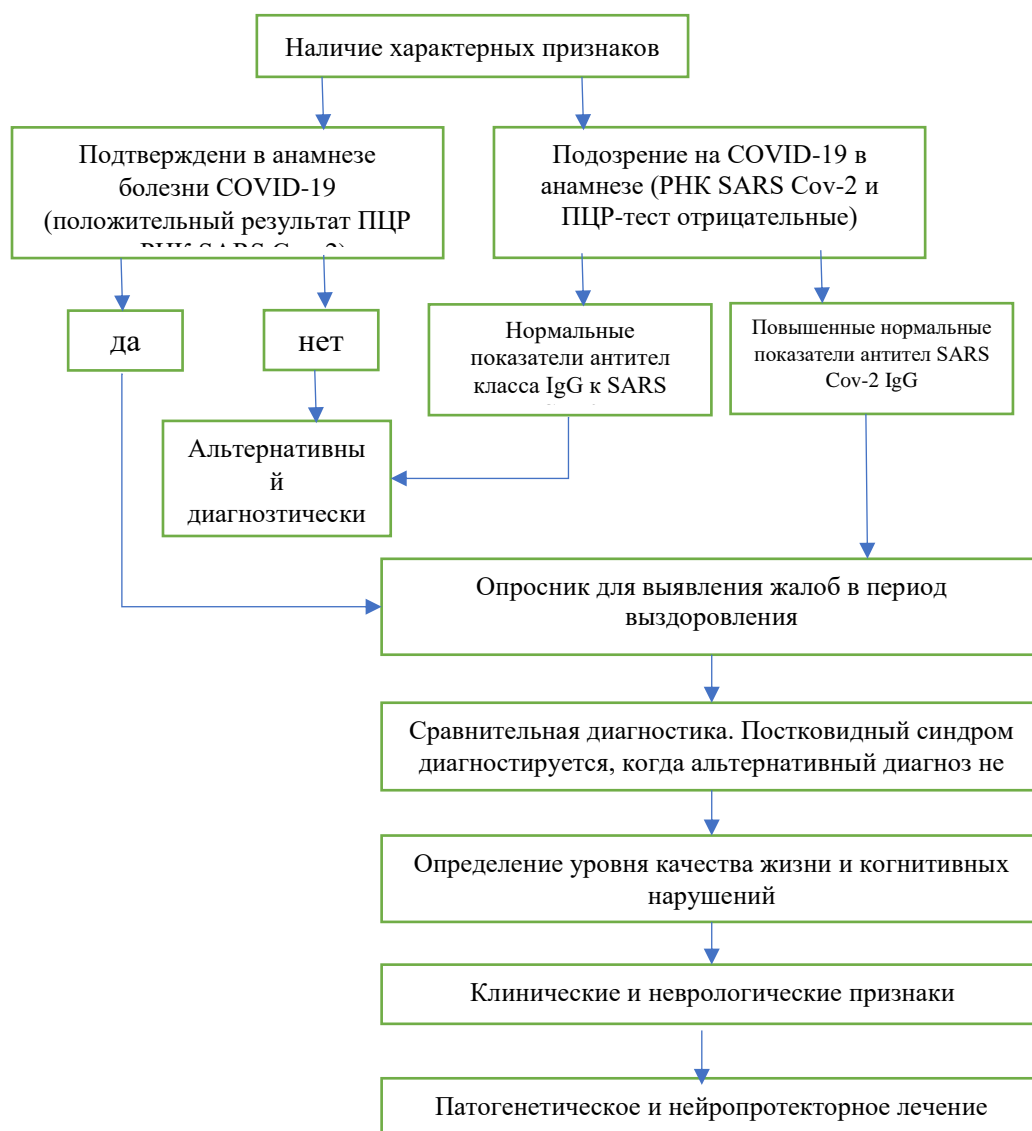 Наличие характерных признаков
Подтверждени в анамнезе
болезни COVID-19
(положительный результат ПЦР
Подозрение на COVID-19 в
анамнезе (РНК SARS Cov-2 и
ПЦР-тест отрицательные)
да
нет
Нормальные
показатели антител
класса IgG к SARS
Повышенные нормальные
показатели антител SARS
Cov-2 IgG
Альтернативны
й
диагнозтически
Опросник для выявления жалоб в период
выздоровления
Сравнительная диагностика. Постковидный синдром
диагностируется, когда альтернативный диагноз не
Определение уровня качества жизни и когнитивных
нарушений
Клинические и неврологические признаки
Патогенетическое и нейропротекторное лечение